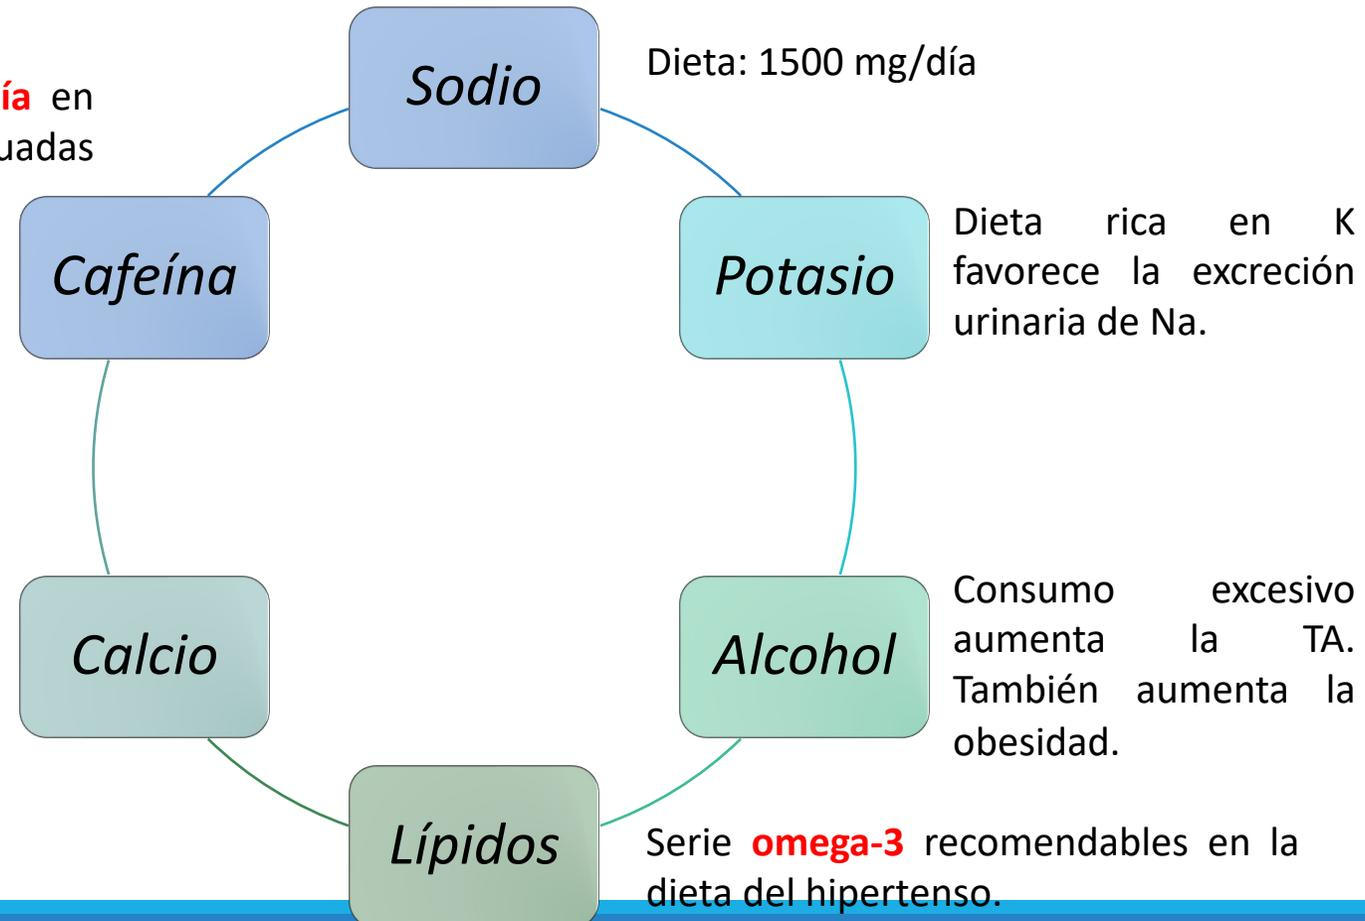 Sodio
Dieta: 1500 mg/día
ía en
uadas
Cafeína
Potasio
Dieta rica en K
favorece la excreción
urinaria de Na.
Calcio
Alcohol
Consumo excesivo
aumenta la TA.
También aumenta la
obesidad.
Lípidos
Serie omega-3 recomendables en la
dieta del hipertenso.